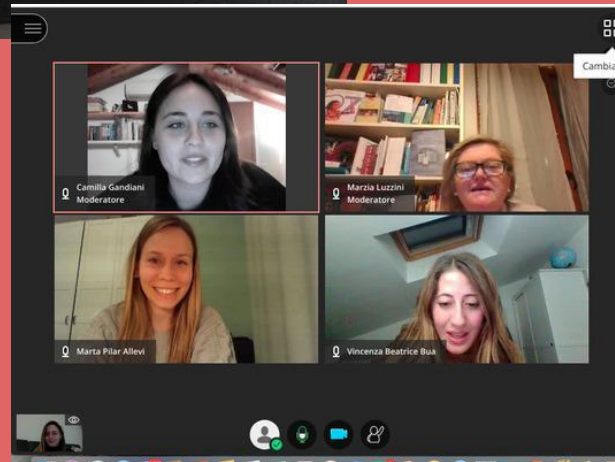 Cambia
Camilla Gandiani
Moderatore
Marzia Luzzini
Moderatore
Marta Pilar Allevi
Vincenza Beatrice Bua